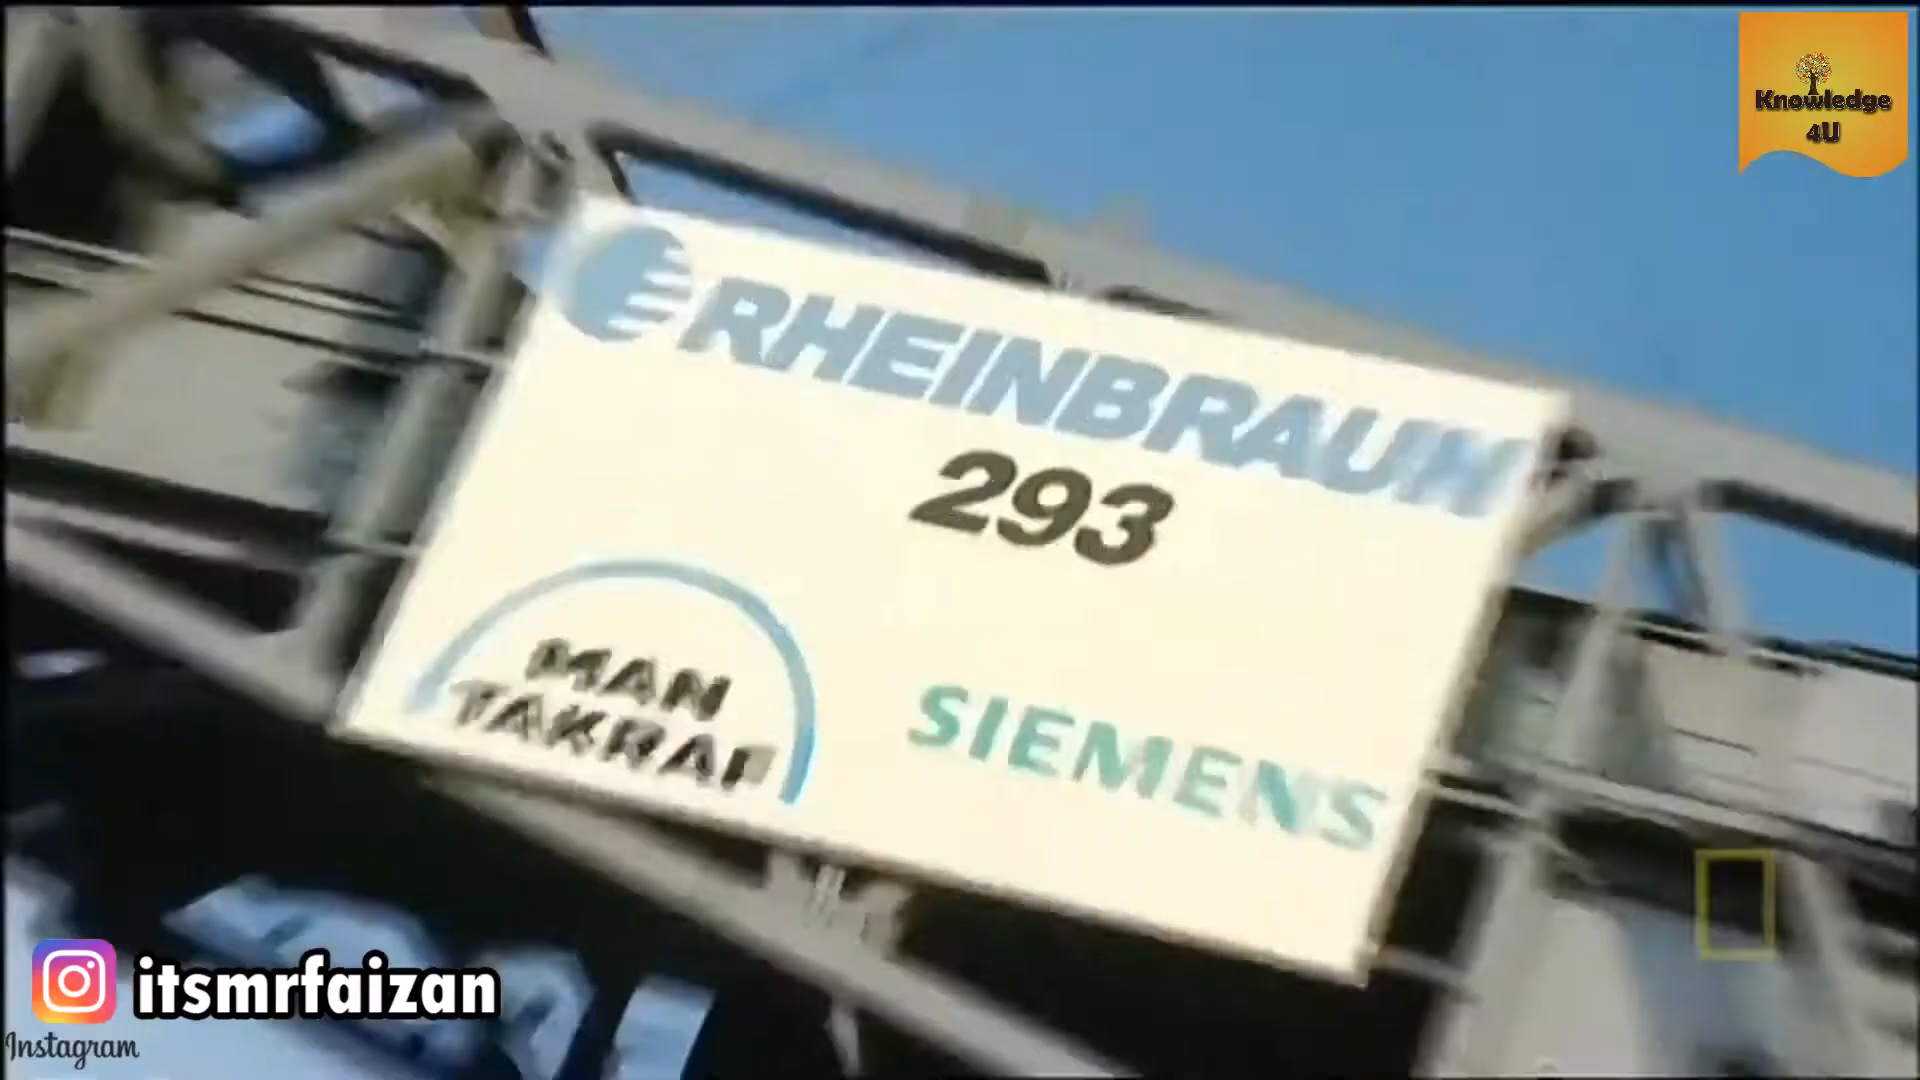 Knowledge
4U
RHEINBRAUN
293
MAN
TAKRAF
SIEMENS
itsmrfaizan
Instagram